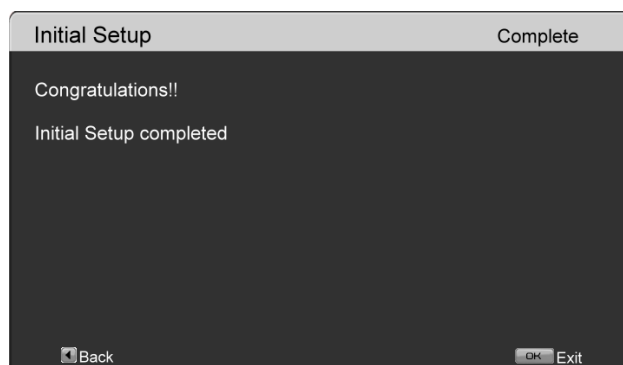 Initial Setup Complete
Congratulations!!
Initial Setup completed
Back OK Exit